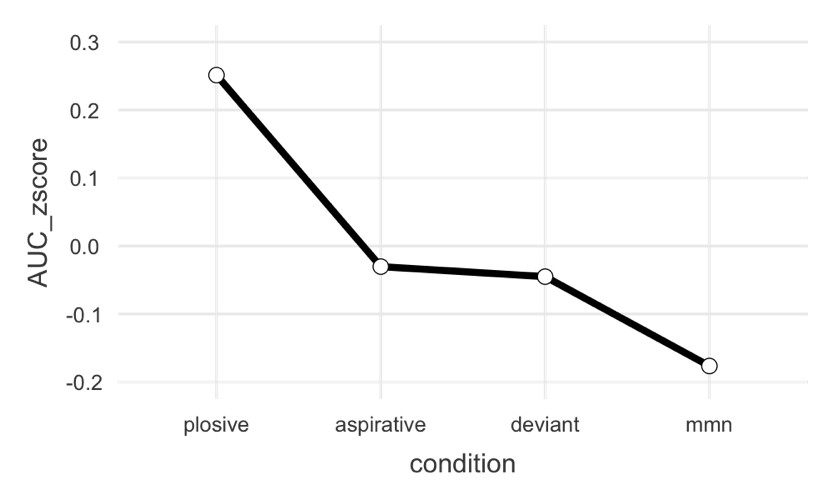 AUC_zscore
0.3
0.2
0.1
0.0
-0.1
-0.2
plosive
aspirative
deviant
mmn
condition